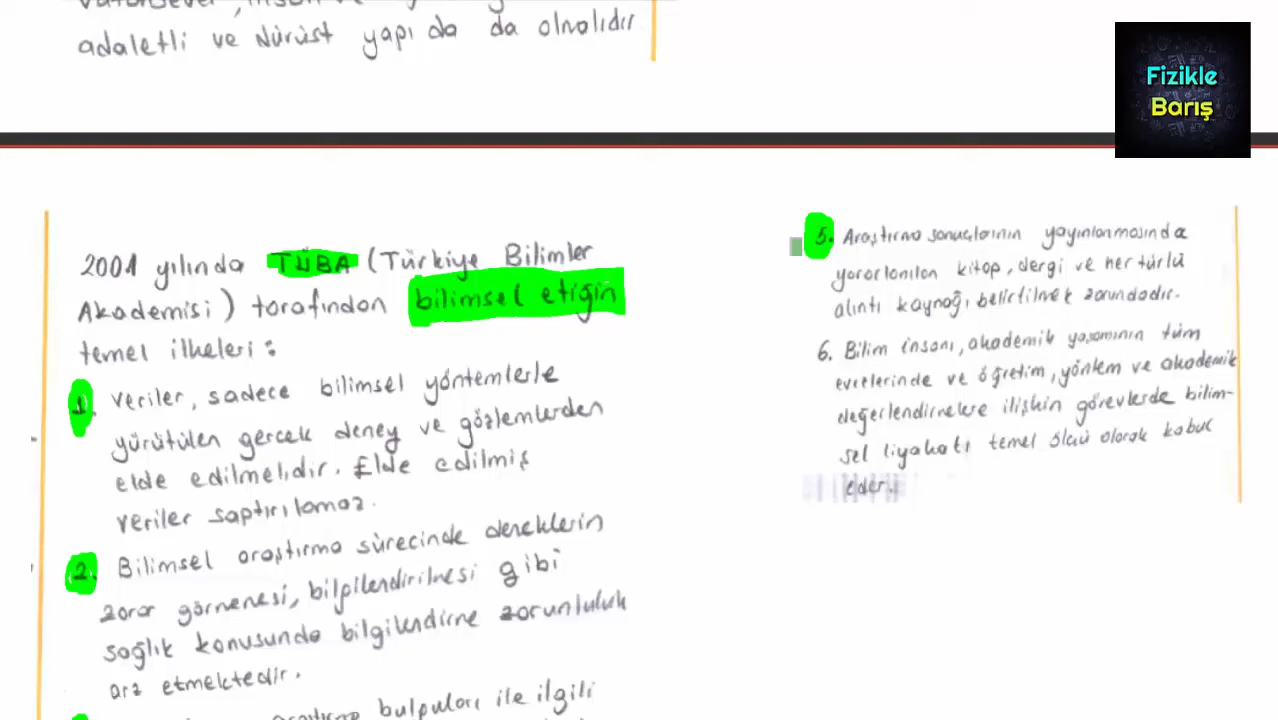 adaletli ve dürüst yapı da da olmalıdır
Fizikle
Barış
2001 yılında TÜBA (Türkiye Bilimler
Akademisi) tarafından bilimsel etiğin
temel ilkeleri:
1. Veriler, sadece bilimsel yöntemlerle
yürütülen gerçek deney ve gözlemlerden
elde edilmelidir. Elde edilmiş
veriler saptırılamaz.
2. Bilimsel araştırma sürecinde deneklerin
zarar görmemesi, bilgilendirilmesi gibi
sağlık konusunda bilgilendirme zorunluluk
arz etmektedir.
araştırma bulguları ile ilgili
5. Araştırma sonuçlarının yayınlanmasında
yararlanılan kitap, dergi ve her türlü
alıntı kaynağı belirtilmek zorundadır.
6. Bilim insanı, akademik yaşamının tüm
evrelerinde ve öğretim, yönlem ve akademik
değerlendirmelere ilişkin görevlerde bilim-
sel liyakatı temel ölçü olarak kabul
eder.